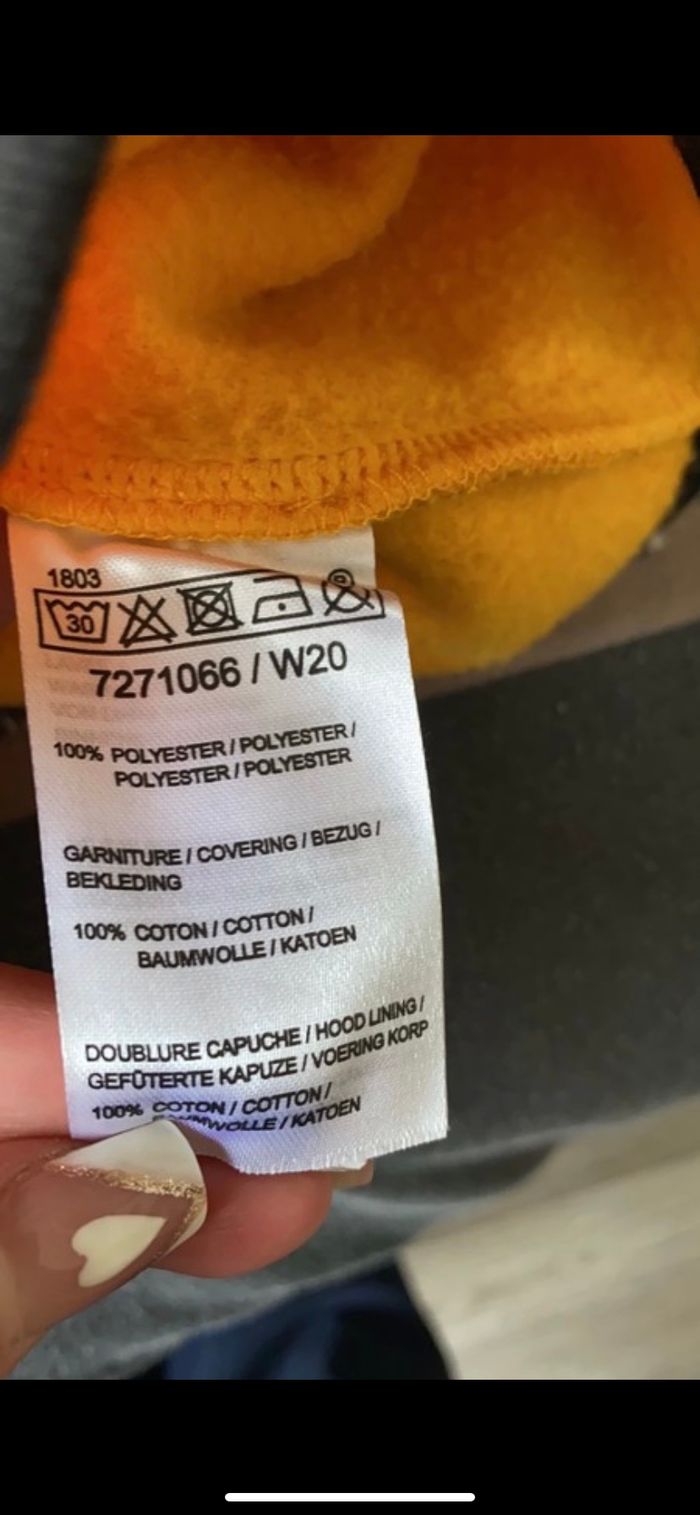 1803
30
7271066 / W20
100% POLYESTER / POLYESTER /
POLYESTER / POLYESTER
GARNITURE / COVERING / BEZUG /
BEKLEDING
100% COTON / COTTON /
BAUMWOLLE / KATOEN
DOUBLURE CAPUCHE / HOOD LINING /
GEFÜTERTE KAPUZE / VOERING KORP
100% COTON / COTTON /
BAUMWOLLE / KATOEN